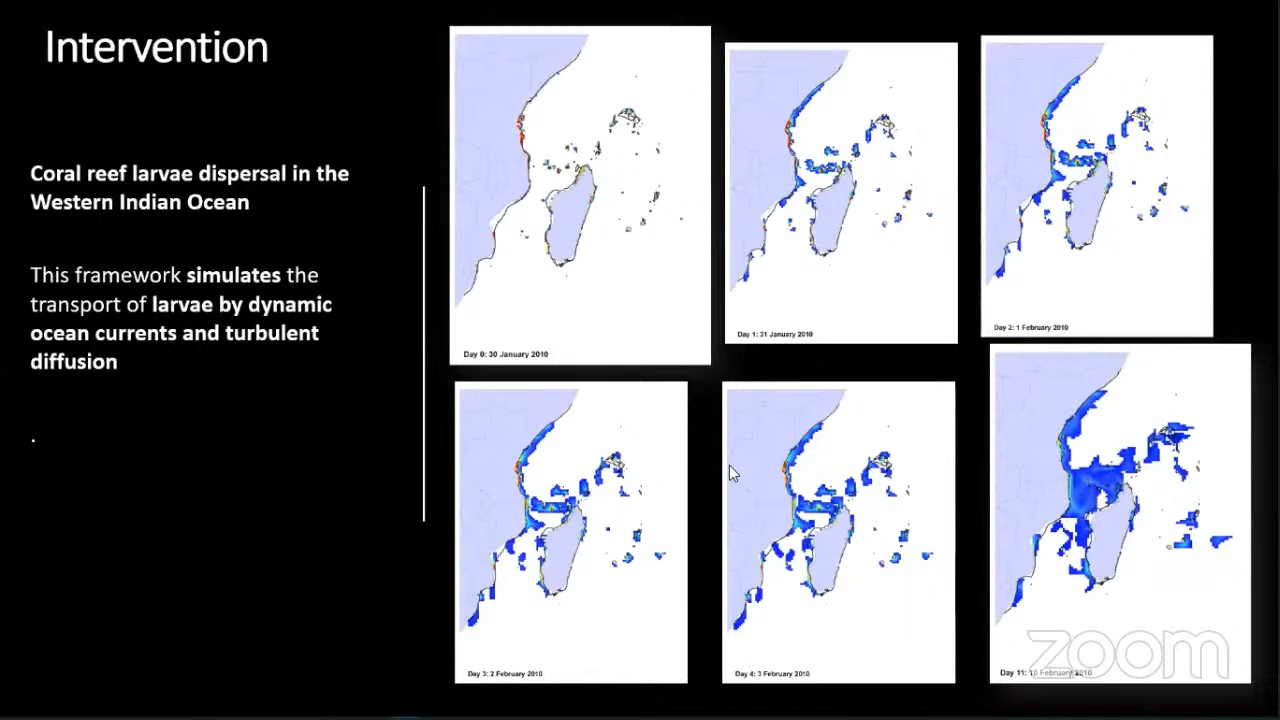 Intervention
Coral reef larvae dispersal in the
Western Indian Ocean
This framework simulates the
transport of larvae by dynamic
ocean currents and turbulent
diffusion
.
Day 0: 30 January 2010
Day 1: 31 January 2010
Day 2: 1 February 2010
Day 3: 2 February 2010
Day 4: 3 February 2010
Day 11: 10 February 2010
zoom